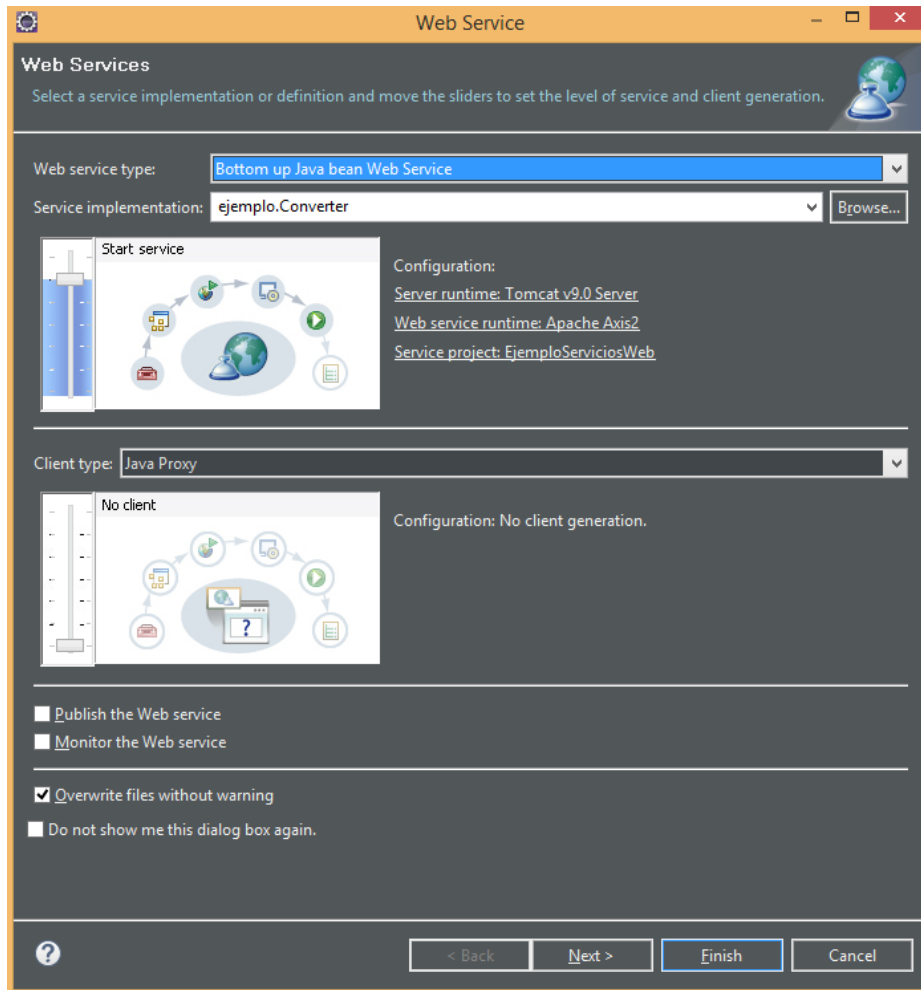 Web Service
Web Services
Select a service implementation or definition and move the sliders to set the level of service and client generation.
Web service type: Bottom up Java bean Web Service
Service implementation: ejemplo.Converter Browse...
Start service
Configuration:
Server runtime: Tomcat v9.0 Server
Web service runtime: Apache Axis2
Service project: EjemploServiciosWeb
Client type: Java Proxy
No client
Configuration: No client generation.
?
Publish the Web service
Monitor the Web service
Overwrite files without warning
Do not show me this dialog box again.
? < Back Next > Finish Cancel